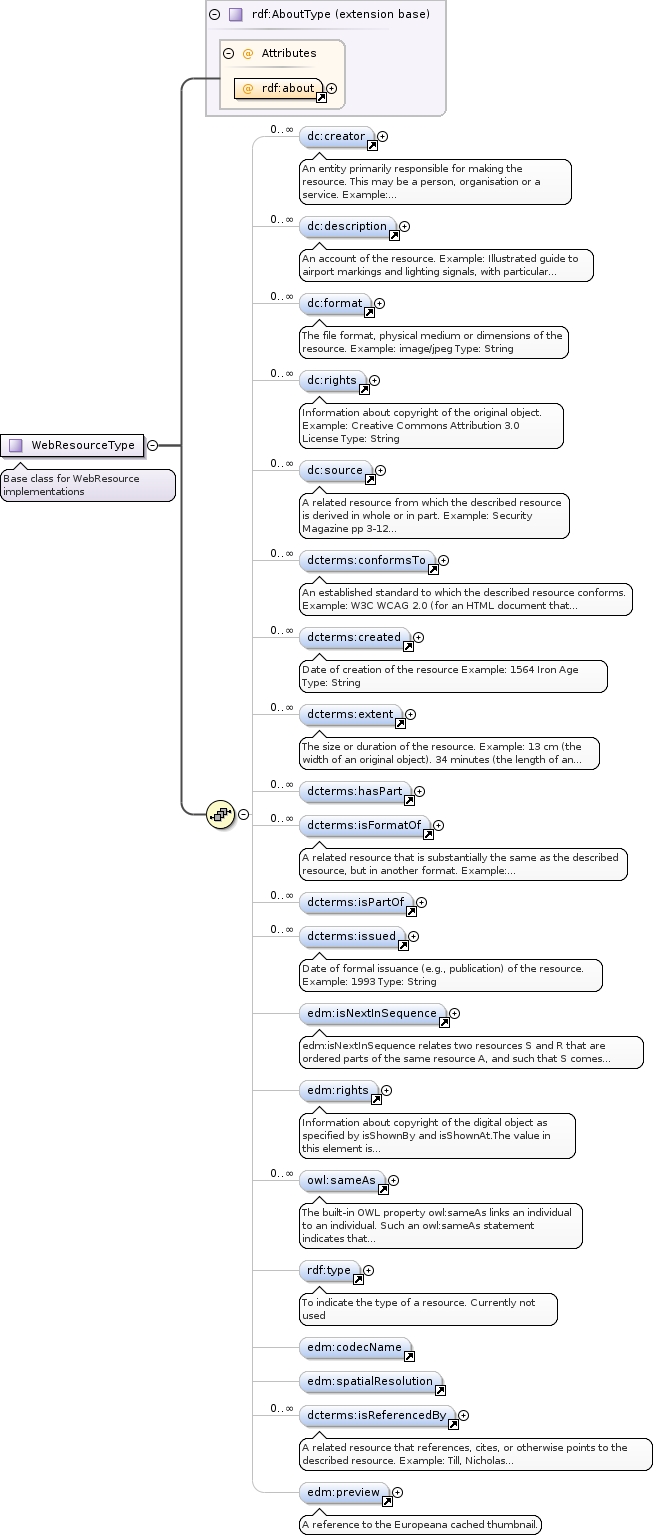 rdf:AboutType (extension base)
@ Attributes
@ rdf:about
0..∞
dc:creator
An entity primarily responsible for making the
resource. This may be a person, organisation or a
service. Example:...
0..∞
dc:description
An account of the resource. Example: Illustrated guide to
airport markings and lighting signals, with particular...
0..∞
dc:format
The file format, physical medium or dimensions of the
resource. Example: image/jpeg Type: String
0..∞
dc:rights
Information about copyright of the original object.
Example: Creative Commons Attribution 3.0
License Type: String
WebResourceType
Base class for WebResource
implementations
0..∞
dc:source
A related resource from which the described resource
is derived in whole or in part. Example: Security
Magazine pp 3-12...
0..∞
dcterms:conformsTo
An established standard to which the described resource conforms.
Example: W3C WCAG 2.0 (for an HTML document that...
0..∞
dcterms:created
Date of creation of the resource Example: 1564 Iron Age
Type: String
0..∞
dcterms:extent
The size or duration of the resource. Example: 13 cm (the
width of an original object). 34 minutes (the length of an...
0..∞
dcterms:hasPart
0..∞
dcterms:isFormatOf
A related resource that is substantially the same as the described
resource, but in another format. Example:...
0..∞
dcterms:isPartOf
0..∞
dcterms:issued
Date of formal issuance (e.g., publication) of the resource.
Example: 1993 Type: String
edm:isNextInSequence
edm:isNextInSequence relates two resources S and R that are
ordered parts of the same resource A, and such that S comes...
edm:rights
Information about copyright of the digital object as
specified by isShownBy and isShownAt.The value in
this element is...
0..∞
owl:sameAs
The built-in OWL property owl:sameAs links an individual
to an individual. Such an owl:sameAs statement
indicates that...
rdf:type
To indicate the type of a resource. Currently not
used
edm:codecName
edm:spatialResolution
0..∞
dcterms:isReferencedBy
A related resource that references, cites, or otherwise points to the
described resource. Example: Till, Nicholas...
edm:preview
A reference to the Europeana cached thumbnail.